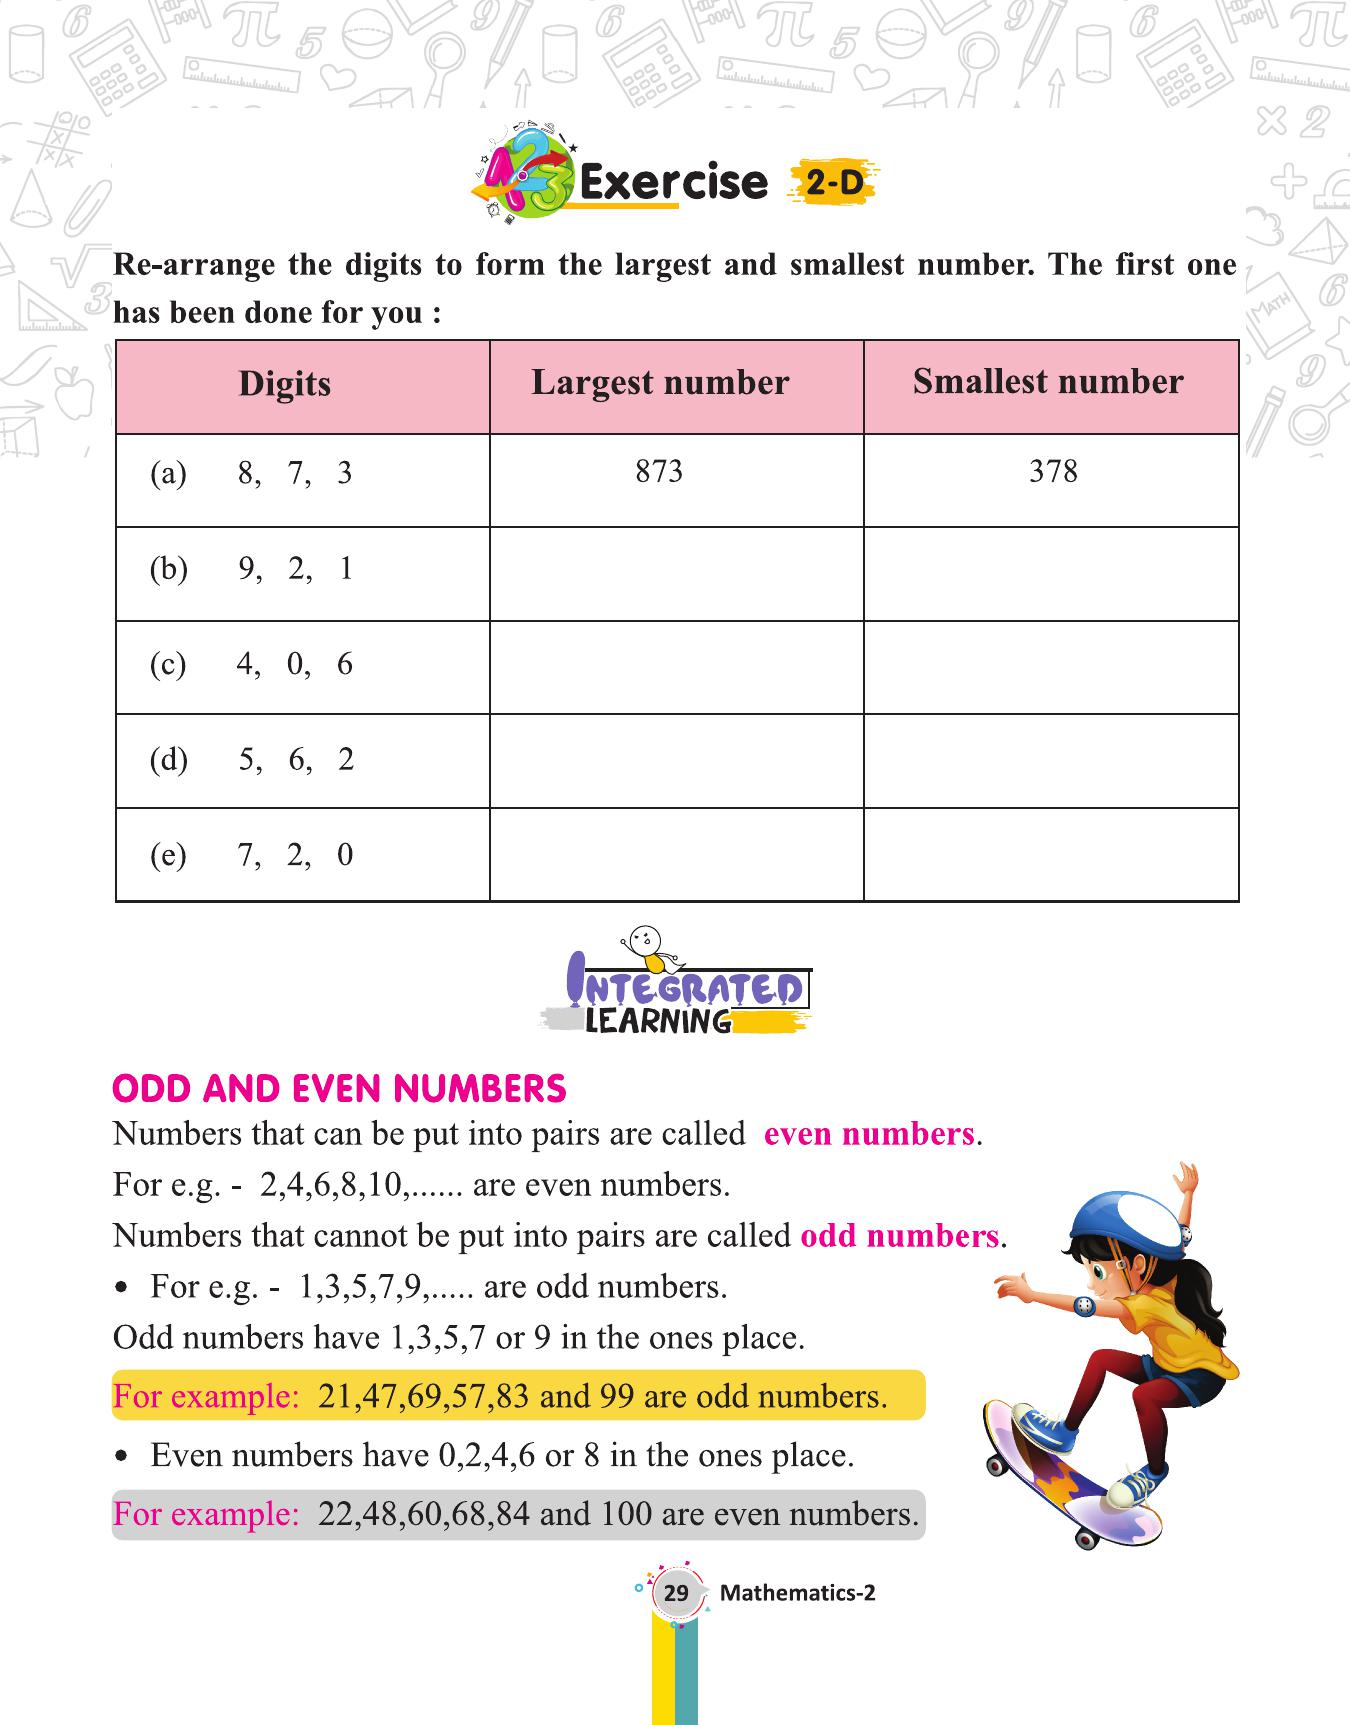 Exercise 2-D
Re-arrange the digits to form the largest and smallest number. The first one
has been done for you :
Digits Largest number Smallest number
(a) 8, 7, 3 873 378
(b) 9, 2, 1
(c) 4, 0, 6
(d) 5, 6, 2
(e) 7, 2, 0
INTEGRATED
LEARNING
ODD AND EVEN NUMBERS
Numbers that can be put into pairs are called even numbers.
For e.g. - 2,4,6,8,10,...... are even numbers.
Numbers that cannot be put into pairs are called odd numbers.
• For e.g. - 1,3,5,7,9,..... are odd numbers.
Odd numbers have 1,3,5,7 or 9 in the ones place.
For example: 21,47,69,57,83 and 99 are odd numbers.
• Even numbers have 0,2,4,6 or 8 in the ones place.
For example: 22,48,60,68,84 and 100 are even numbers.
29 Mathematics-2